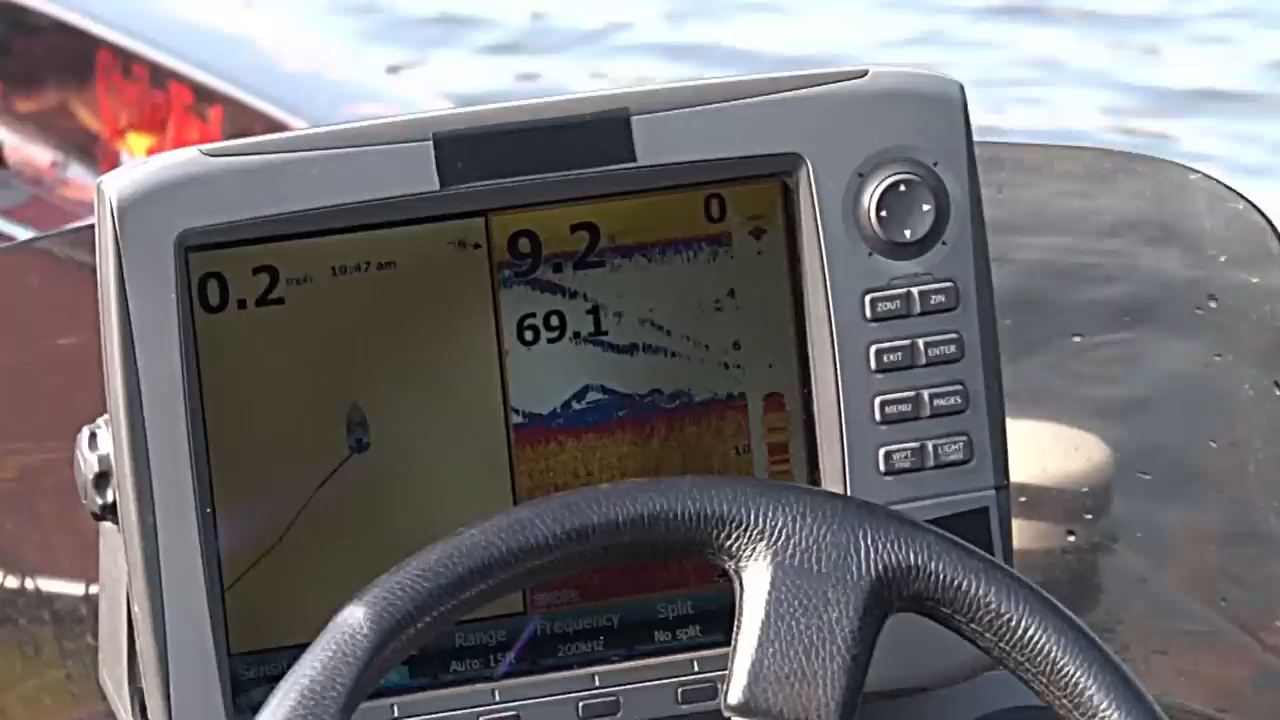 0.2 mph 10:47 am
9.2
0
69.1
4
6
10
ZOUT ZIN
EXIT ENTER
MENU PAGES
WPT LIGHT
Range Frequency Split
Auto: 15ft 200kHz No split